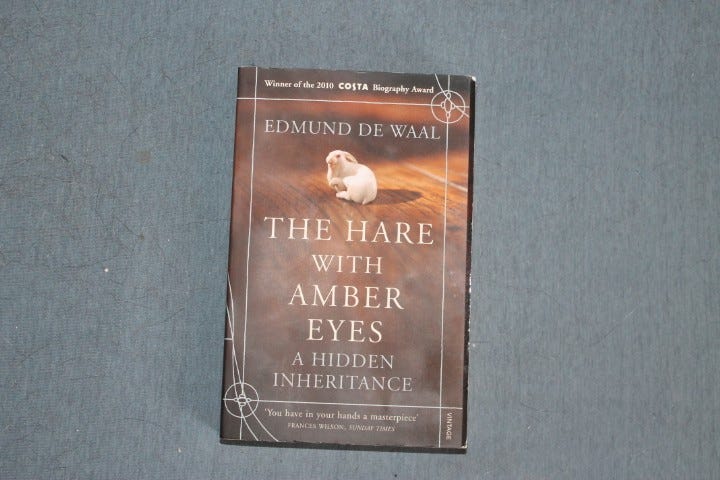 Winner of the 2010 COSTA Biography Award
EDMUND DE WAAL
THE HARE
WITH
AMBER
EYES
A HIDDEN
INHERITANCE
'You have in your hands a masterpiece'
FRANCES WILSON, SUNDAY TIMES
VINTAGE